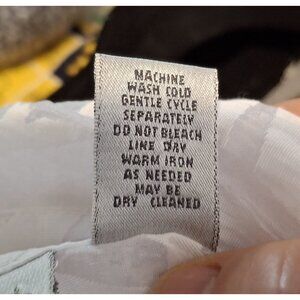 MACHINE
WASH COLD
GENTLE CYCLE
SEPARATELY
DO NOT BLEACH
LINE DRY
WARM IRON
AS NEEDED
MAY BE
DRY CLEANED